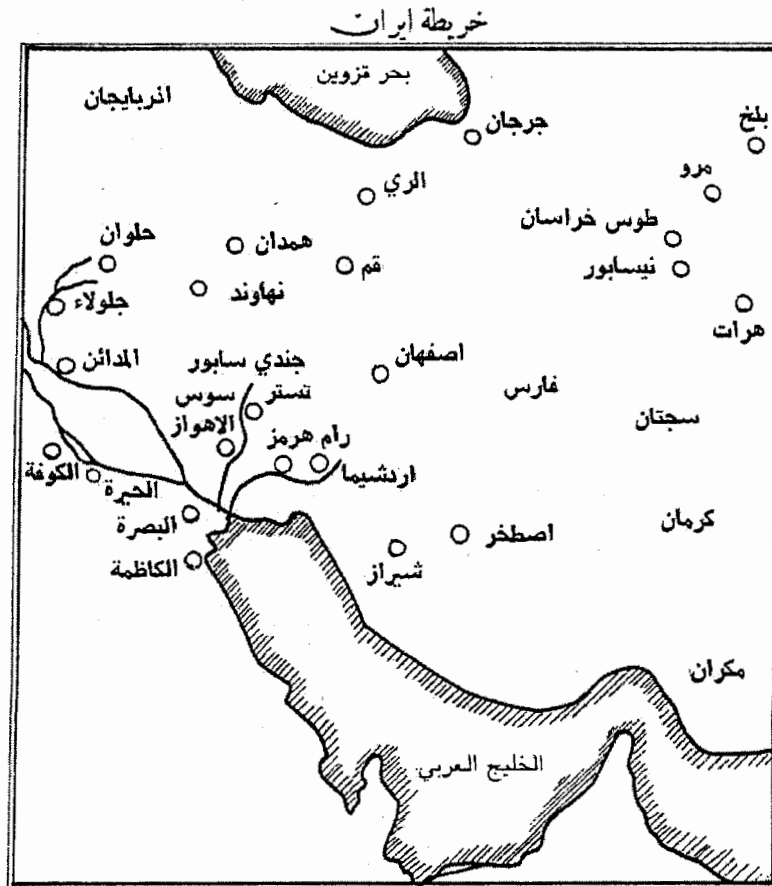 خريطة ايران
بحر قزوين
اذربايجان
جرجان
بلخ
الري
مرو
طوس خراسان
حلوان
همدان
قم
نيسابور
نهاوند
جلولاء
هرات
المدائن
جندي سابور
اصفهان
فارس
سوس
تستر
سجتان
الاهواز
رام هرمز
اردشيما
الكوفة
الحيرة
البصرة
اصطخر
كرمان
الكاظمة
شيراز
مكران
الخليج العربي